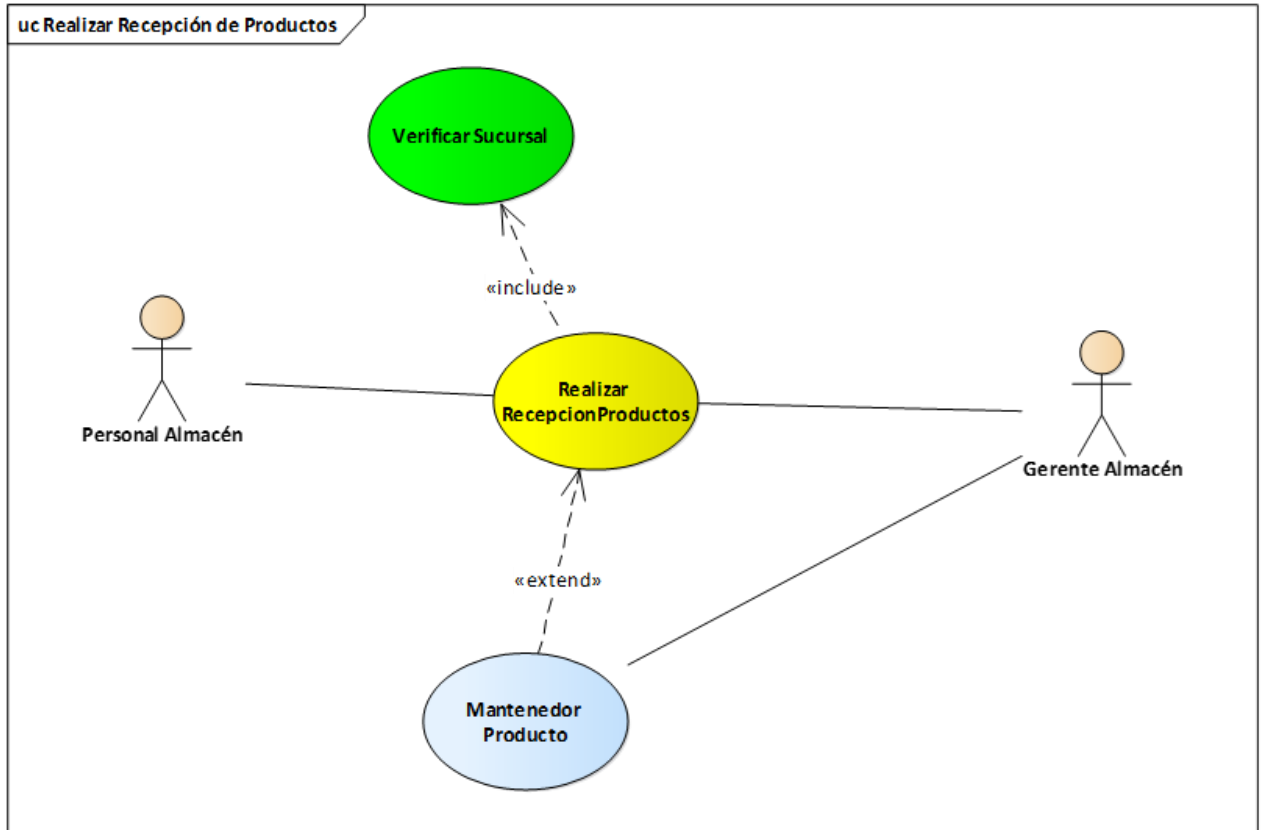 uc Realizar Recepción de Productos
Verificar Sucursal
«include»
Realizar
RecepcionProductos
Personal Almacén
Gerente Almacén
«extend»
Mantenedor
Producto